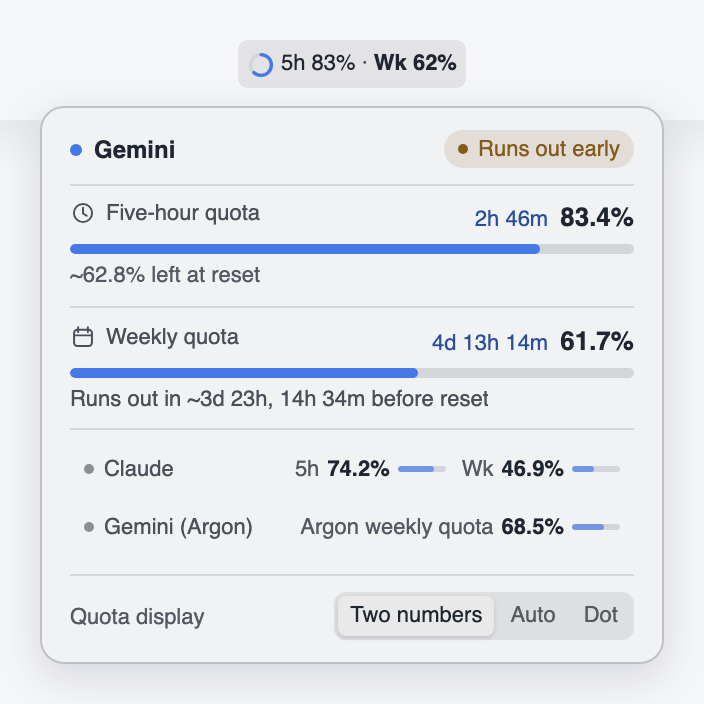 5h 83% · Wk 62%
Gemini
Runs out early
Five-hour quota 2h 46m 83.4%
~62.8% left at reset
Weekly quota 4d 13h 14m 61.7%
Runs out in ~3d 23h, 14h 34m before reset
Claude 5h 74.2% Wk 46.9%
Gemini (Argon) Argon weekly quota 68.5%
Quota display Two numbers Auto Dot